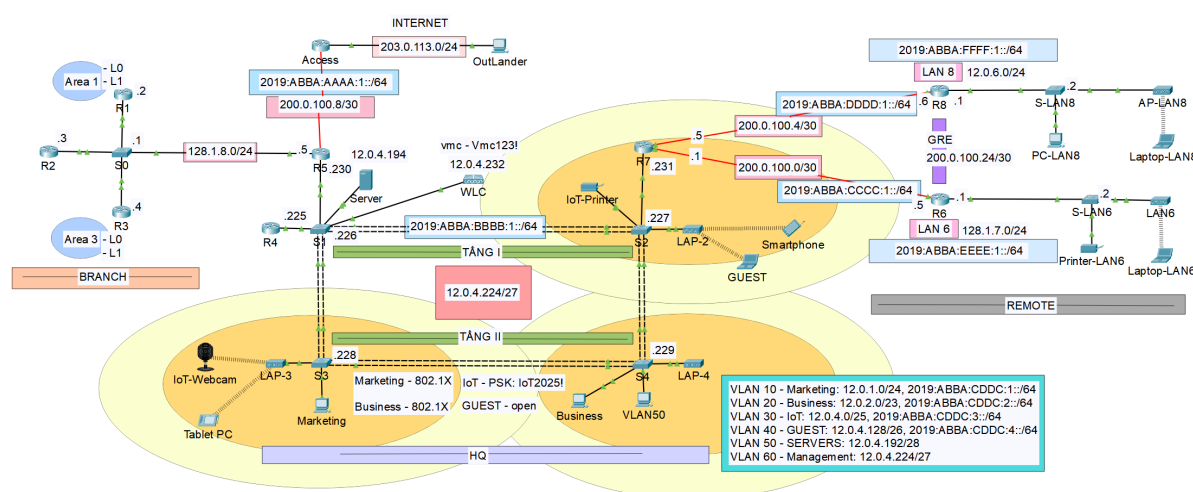 INTERNET
Access
203.0.113.0/24
OutLander
2019:ABBA:AAAA:1::/64
200.0.100.8/30
Area 1
- L0
- L1
.2
R1
.3
R2
.1
S0
128.1.8.0/24
.4
R3
Area 3
- L0
- L1
BRANCH
.5
R5
.230
12.0.4.194
Server
vmc - Vmc123!
12.0.4.232
WLC
.225
R4
.226
S1
2019:ABBA:BBBB:1::/64
TẦNG I
12.0.4.224/27
TẦNG II
R7
.231
.5
.1
200.0.100.4/30
2019:ABBA:DDDD:1::/64
200.0.100.0/30
2019:ABBA:CCCC:1::/64
IoT-Printer
.227
S2
LAP-2
Smartphone
GUEST
2019:ABBA:FFFF:1::/64
LAN 8
12.0.6.0/24
.6
R8
.1
.2
S-LAN8
AP-LAN8
PC-LAN8
Laptop-LAN8
GRE
200.0.100.24/30
.5
R6
.1
LAN 6
128.1.7.0/24
2019:ABBA:EEEE:1::/64
.2
S-LAN6
LAN6
Printer-LAN6
Laptop-LAN6
REMOTE
IoT-Webcam
LAP-3
.228
S3
Tablet PC
Marketing
Marketing - 802.1X
Business - 802.1X
IoT - PSK: IoT2025!
GUEST - open
.229
S4
LAP-4
Business
VLAN50
HQ
VLAN 10 - Marketing: 12.0.1.0/24, 2019:ABBA:CDDC:1::/64
VLAN 20 - Business: 12.0.2.0/23, 2019:ABBA:CDDC:2::/64
VLAN 30 - IoT: 12.0.4.0/25, 2019:ABBA:CDDC:3::/64
VLAN 40 - GUEST: 12.0.4.128/26, 2019:ABBA:CDDC:4::/64
VLAN 50 - SERVERS: 12.0.4.192/28
VLAN 60 - Management: 12.0.4.224/27